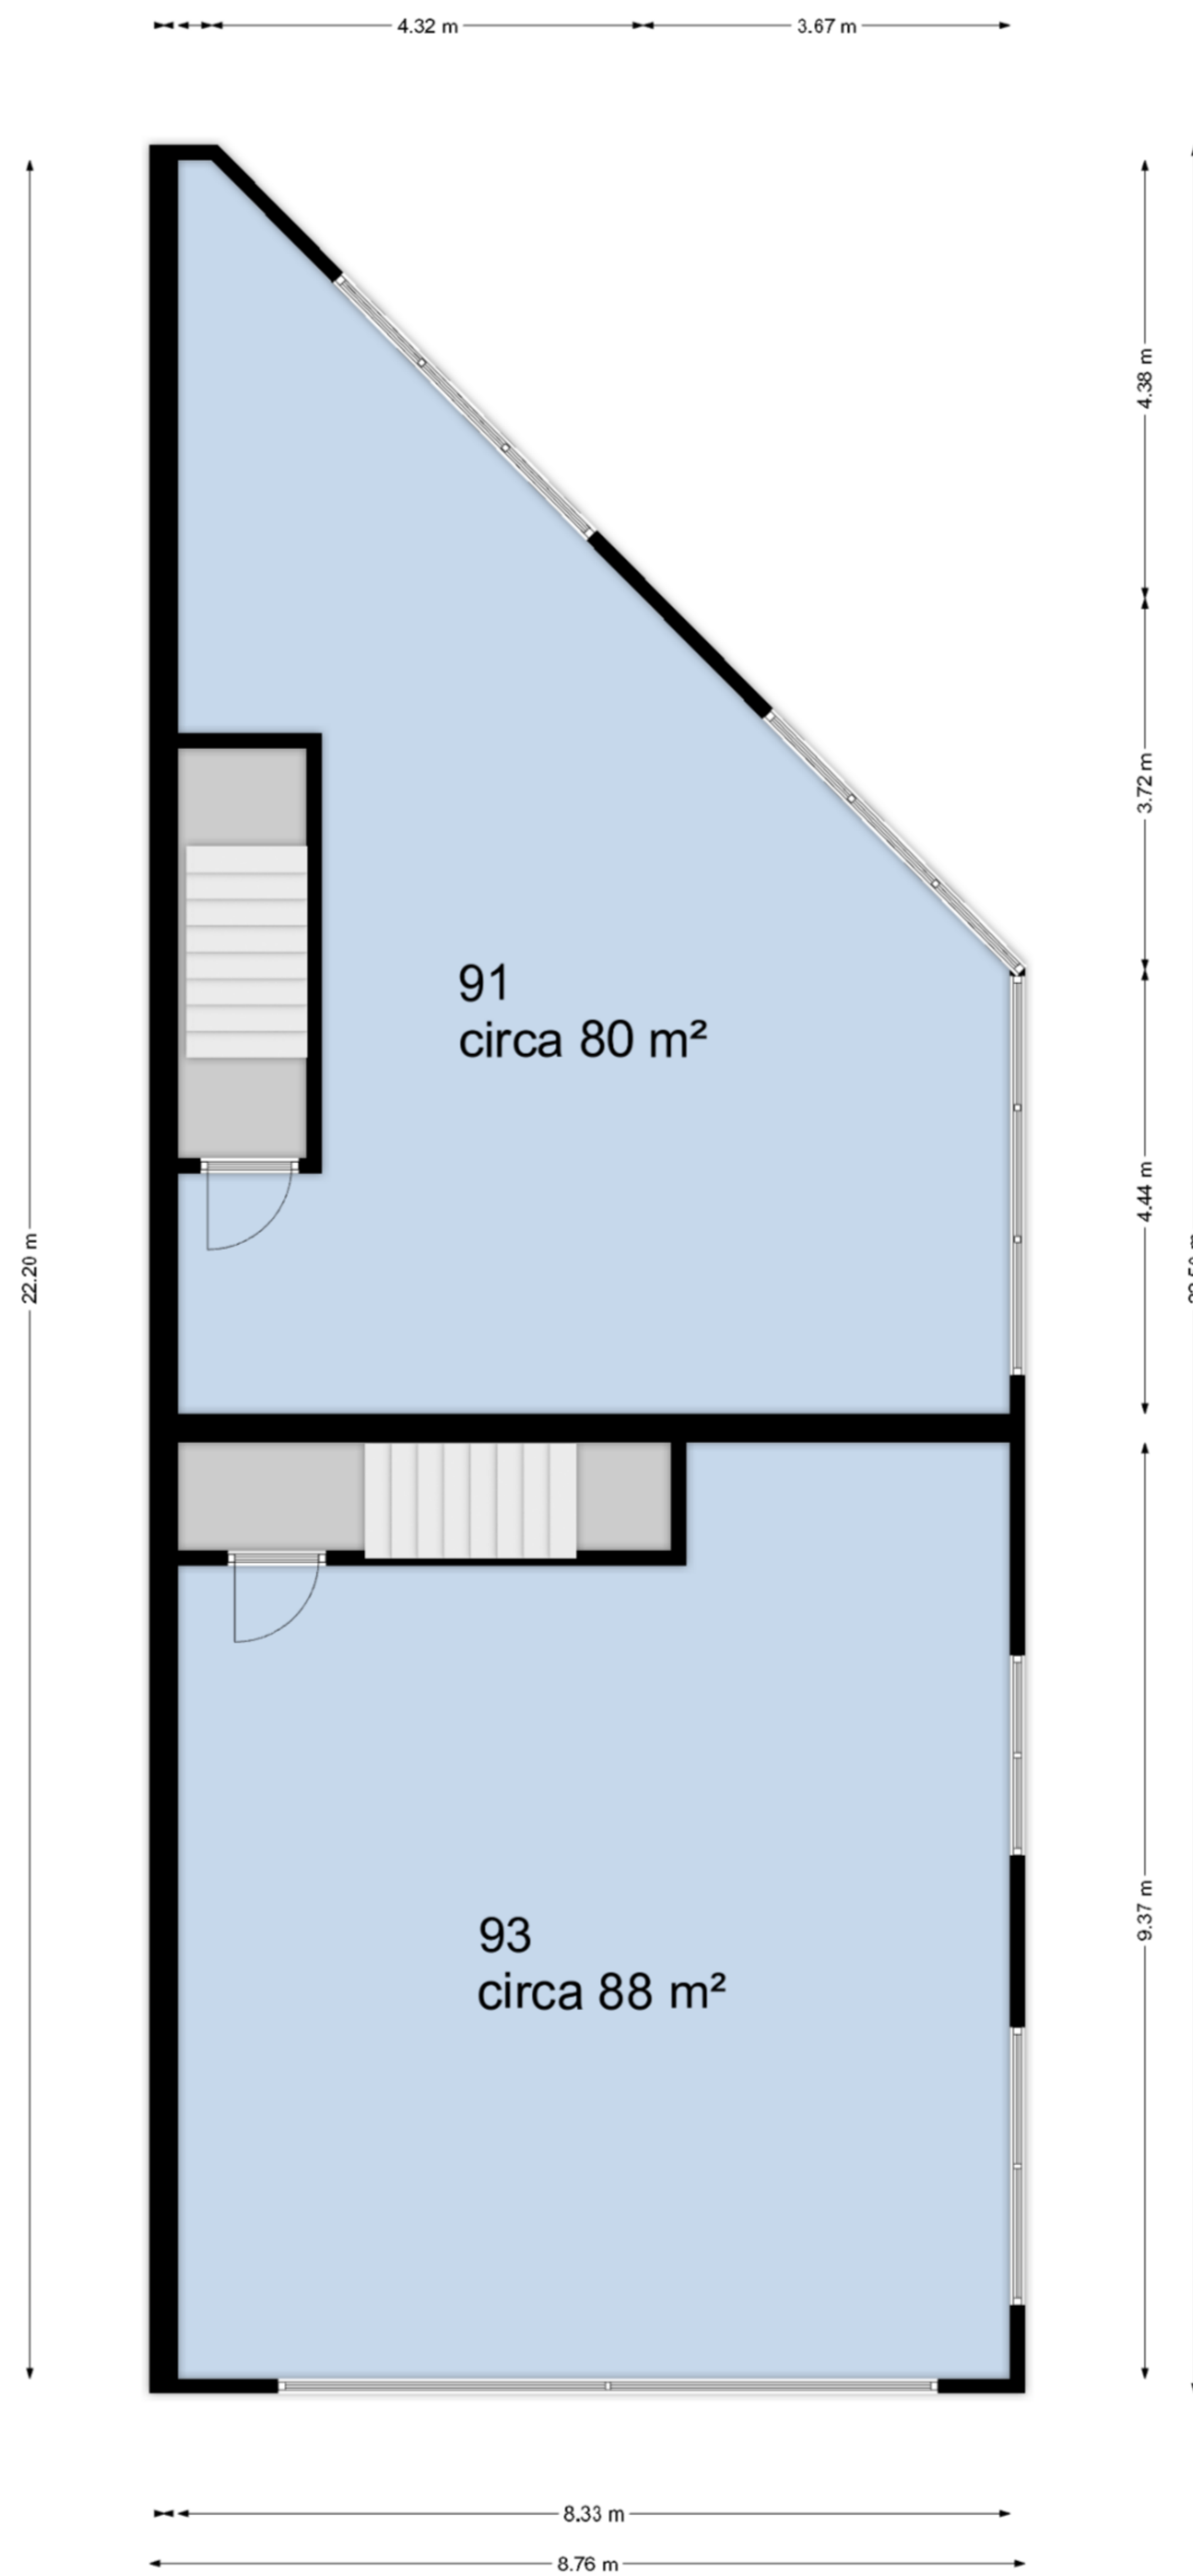 4.32 m
3.67 m
4.38 m
3.72 m
91
circa 80 m²
4.44 m
22.20 m
93
circa 88 m²
9.37 m
8.33 m
8.76 m